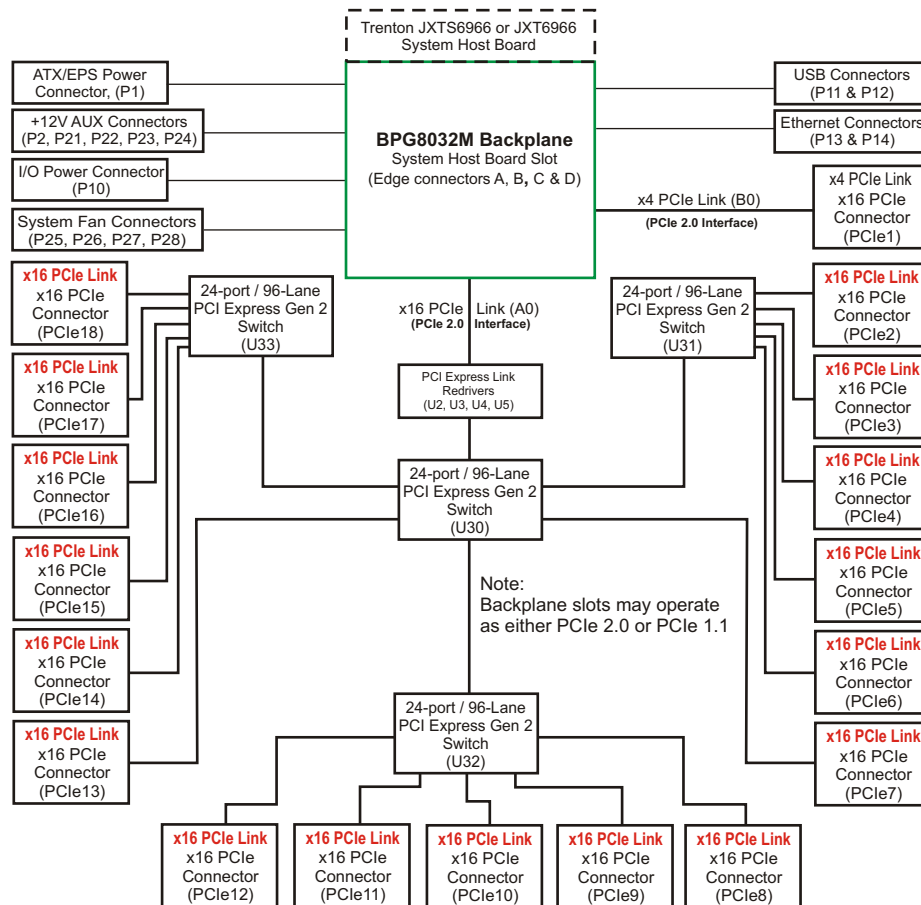 Trenton JXTS6966 or JXT6966
System Host Board
ATX/EPS Power
Connector, (P1)
+12V AUX Connectors
(P2, P21, P22, P23, P24)
I/O Power Connector
(P10)
System Fan Connectors
(P25, P26, P27, P28)
BPG8032M Backplane
System Host Board Slot
(Edge connectors A, B, C & D)
USB Connectors
(P11 & P12)
Ethernet Connectors
(P13 & P14)
x4 PCIe Link (B0)
(PCIe 2.0 Interface)
x4 PCIe Link
x16 PCIe
Connector
(PCIe1)
x16 PCIe Link
x16 PCIe
Connector
(PCIe18)
x16 PCIe Link
x16 PCIe
Connector
(PCIe17)
x16 PCIe Link
x16 PCIe
Connector
(PCIe16)
x16 PCIe Link
x16 PCIe
Connector
(PCIe15)
x16 PCIe Link
x16 PCIe
Connector
(PCIe14)
x16 PCIe Link
x16 PCIe
Connector
(PCIe13)
24-port / 96-Lane
PCI Express Gen 2
Switch
(U33)
x16 PCIe Link (A0)
(PCIe 2.0 Interface)
PCI Express Link
Redrivers
(U2, U3, U4, U5)
24-port / 96-Lane
PCI Express Gen 2
Switch
(U30)
24-port / 96-Lane
PCI Express Gen 2
Switch
(U31)
x16 PCIe Link
x16 PCIe
Connector
(PCIe2)
x16 PCIe Link
x16 PCIe
Connector
(PCIe3)
x16 PCIe Link
x16 PCIe
Connector
(PCIe4)
x16 PCIe Link
x16 PCIe
Connector
(PCIe5)
x16 PCIe Link
x16 PCIe
Connector
(PCIe6)
x16 PCIe Link
x16 PCIe
Connector
(PCIe7)
Note:
Backplane slots may operate
as either PCIe 2.0 or PCIe 1.1
24-port / 96-Lane
PCI Express Gen 2
Switch
(U32)
x16 PCIe Link
x16 PCIe
Connector
(PCIe12)
x16 PCIe Link
x16 PCIe
Connector
(PCIe11)
x16 PCIe Link
x16 PCIe
Connector
(PCIe10)
x16 PCIe Link
x16 PCIe
Connector
(PCIe9)
x16 PCIe Link
x16 PCIe
Connector
(PCIe8)